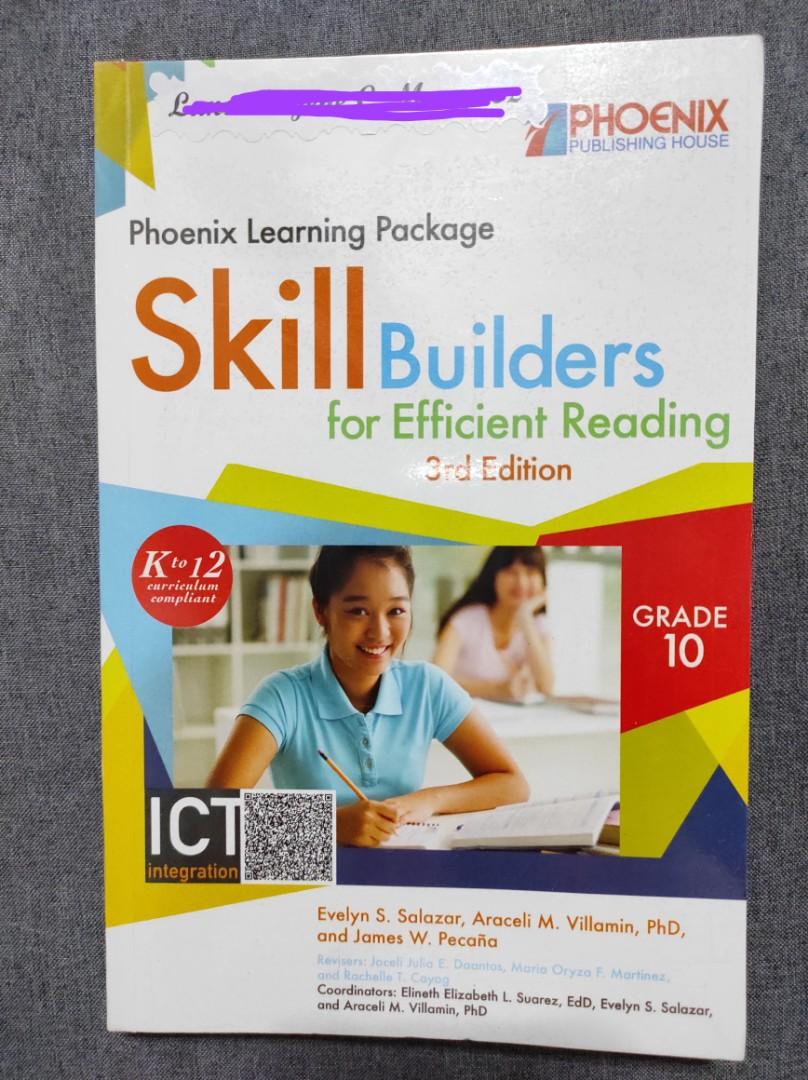 PHOENIX
PUBLISHING HOUSE
Phoenix Learning Package
Skill Builders
for Efficient Reading
3rd Edition
K to 12
curriculum
compliant
GRADE
10
ICT
integration
Evelyn S. Salazar, Araceli M. Villamin, PhD,
and James W. Pecaña
Revisers: Joceli Julia E. Daantos, Maria Oryza F. Martinez,
and Rachelle T. Cayag
Coordinators: Elineth Elizabeth L. Suarez, EdD, Evelyn S. Salazar,
and Araceli M. Villamin, PhD